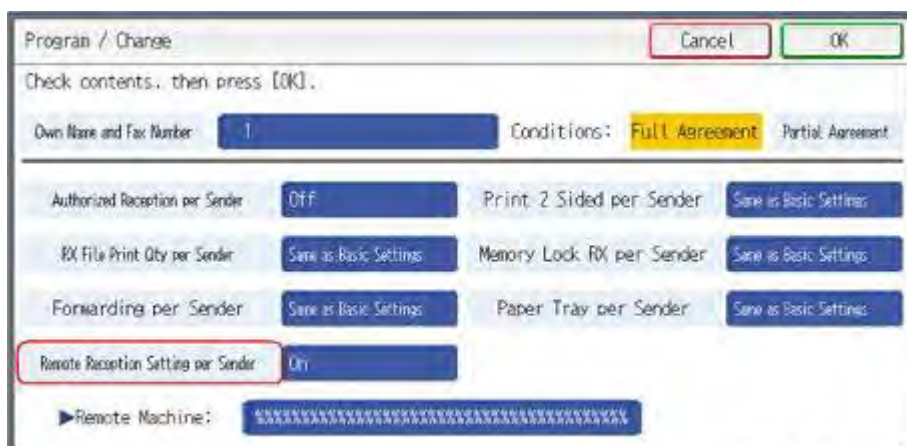 Program / Change Cancel OK
Check contents, then press [OK].
Own Name and Fax Number 1 Conditions: Full Agreement Partial Agreement
Authorized Reception per Sender Off Print 2 Sided per Sender Same as Basic Settings
RX File Print Qty per Sender Same as Basic Settings Memory Lock RX per Sender Same as Basic Settings
Forwarding per Sender Same as Basic Settings Paper Tray per Sender Same as Basic Settings
Remote Reception Setting per Sender On
▶Remote Machine: